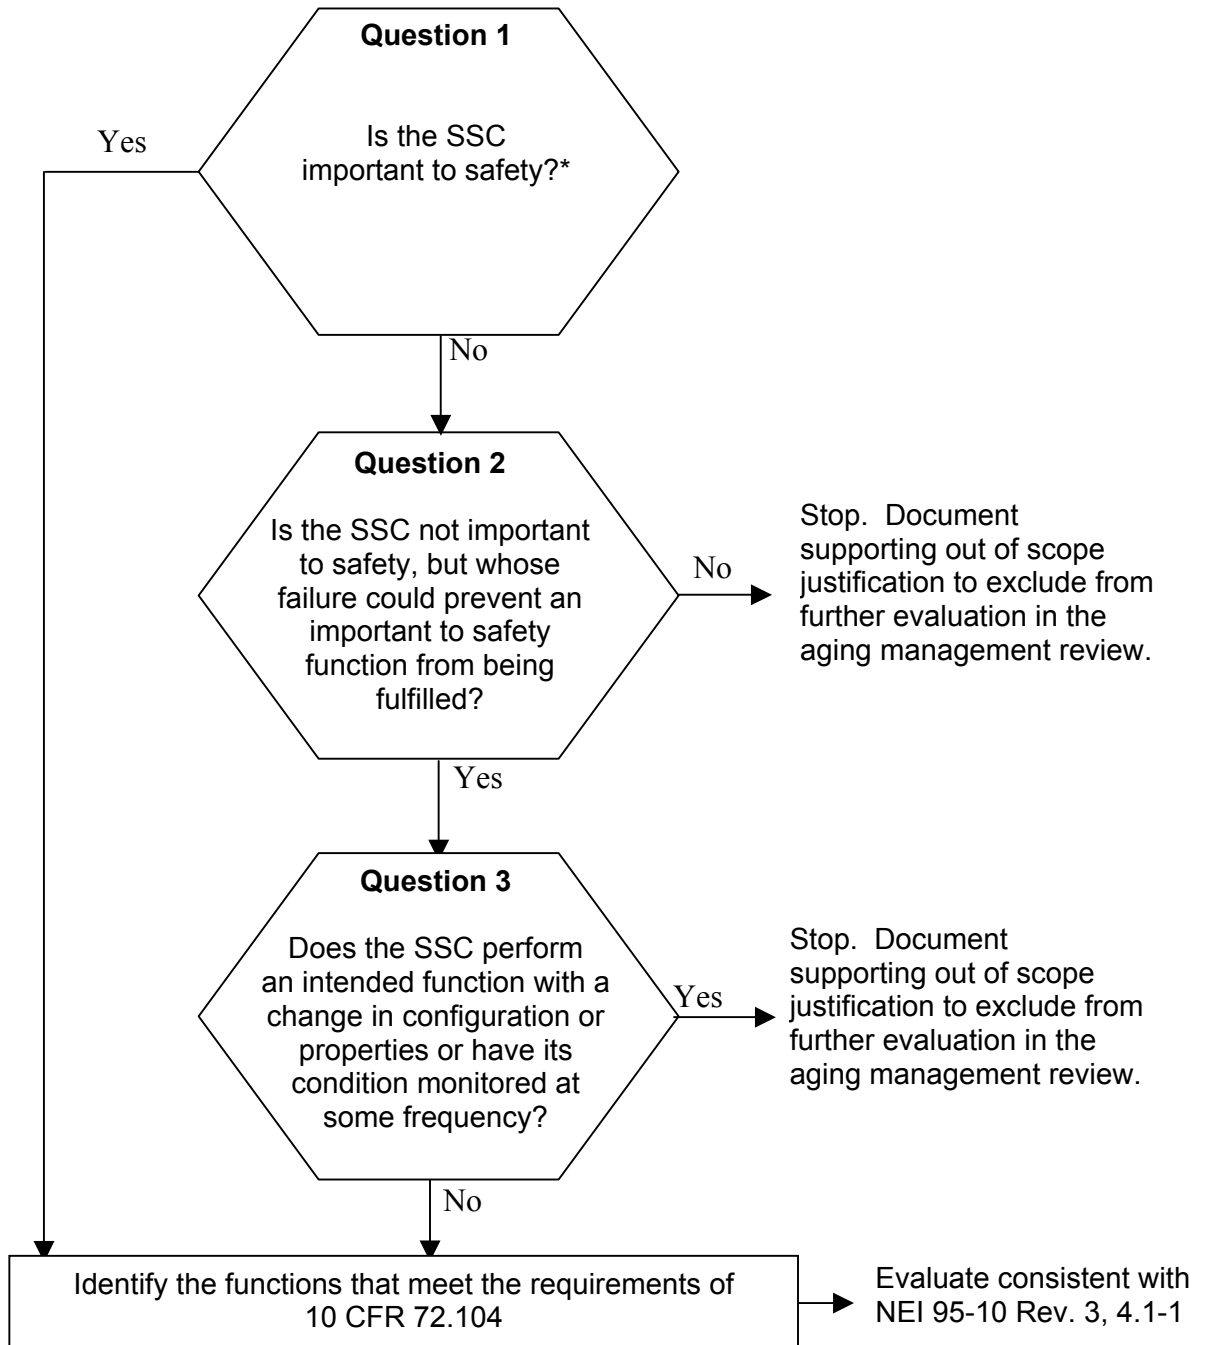 Question 1
Is the SSC
important to safety?*
Yes
No
Question 2
Is the SSC not important
to safety, but whose
failure could prevent an
important to safety
function from being
fulfilled?
No
Stop.  Document
supporting out of scope
justification to exclude from
further evaluation in the
aging management review.
Yes
Question 3
Does the SSC perform
an intended function with a
change in configuration or
properties or have its
condition monitored at
some frequency?
Yes
Stop.  Document
supporting out of scope
justification to exclude from
further evaluation in the
aging management review.
No
Identify the functions that meet the requirements of
10 CFR 72.104
Evaluate consistent with
NEI 95-10 Rev. 3, 4.1-1